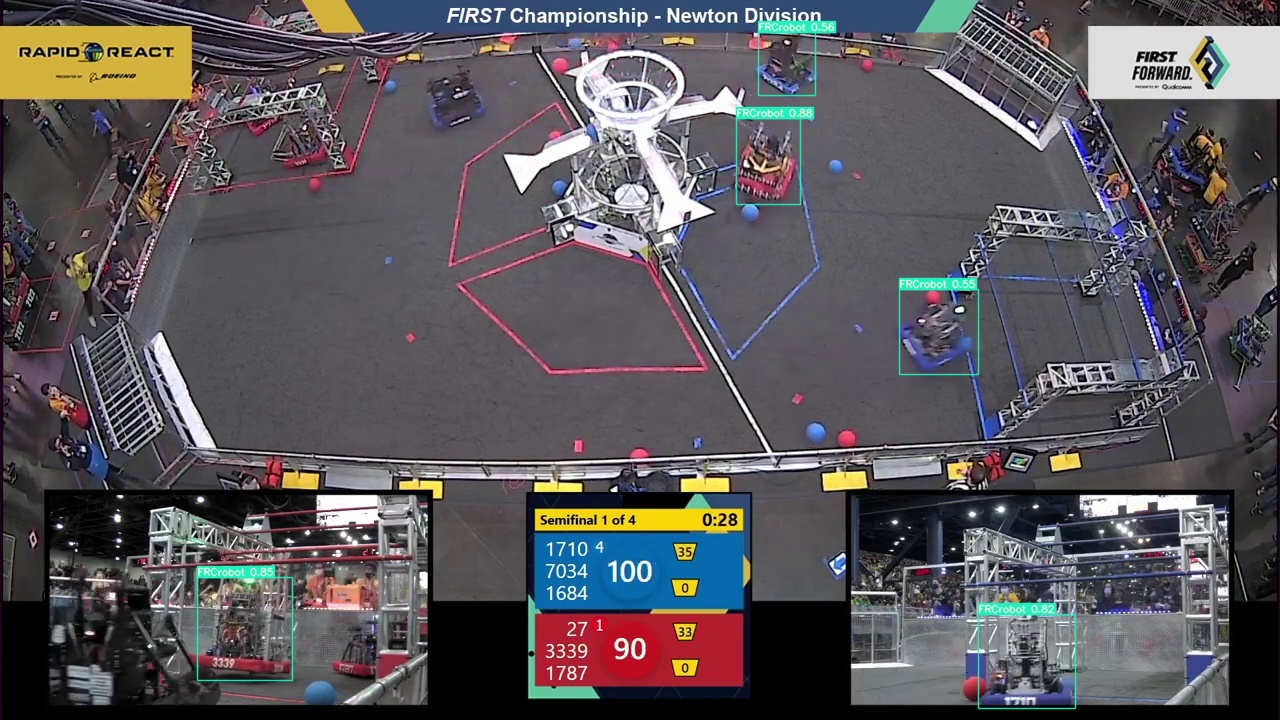 FIRST Championship - Newton Division
RAPID REACT
PRESENTED BY BOEING
FIRST
FORWARD
PRESENTED BY Qualcomm
FRCrobot 0.56
FRCrobot 0.88
FRCrobot 0.55
FRCrobot 0.85
3339
FRCrobot 0.82
1710
Semifinal 1 of 4 0:28
1710 4
7034
1684
100
35
0
27 1
3339
1787
90
33
0